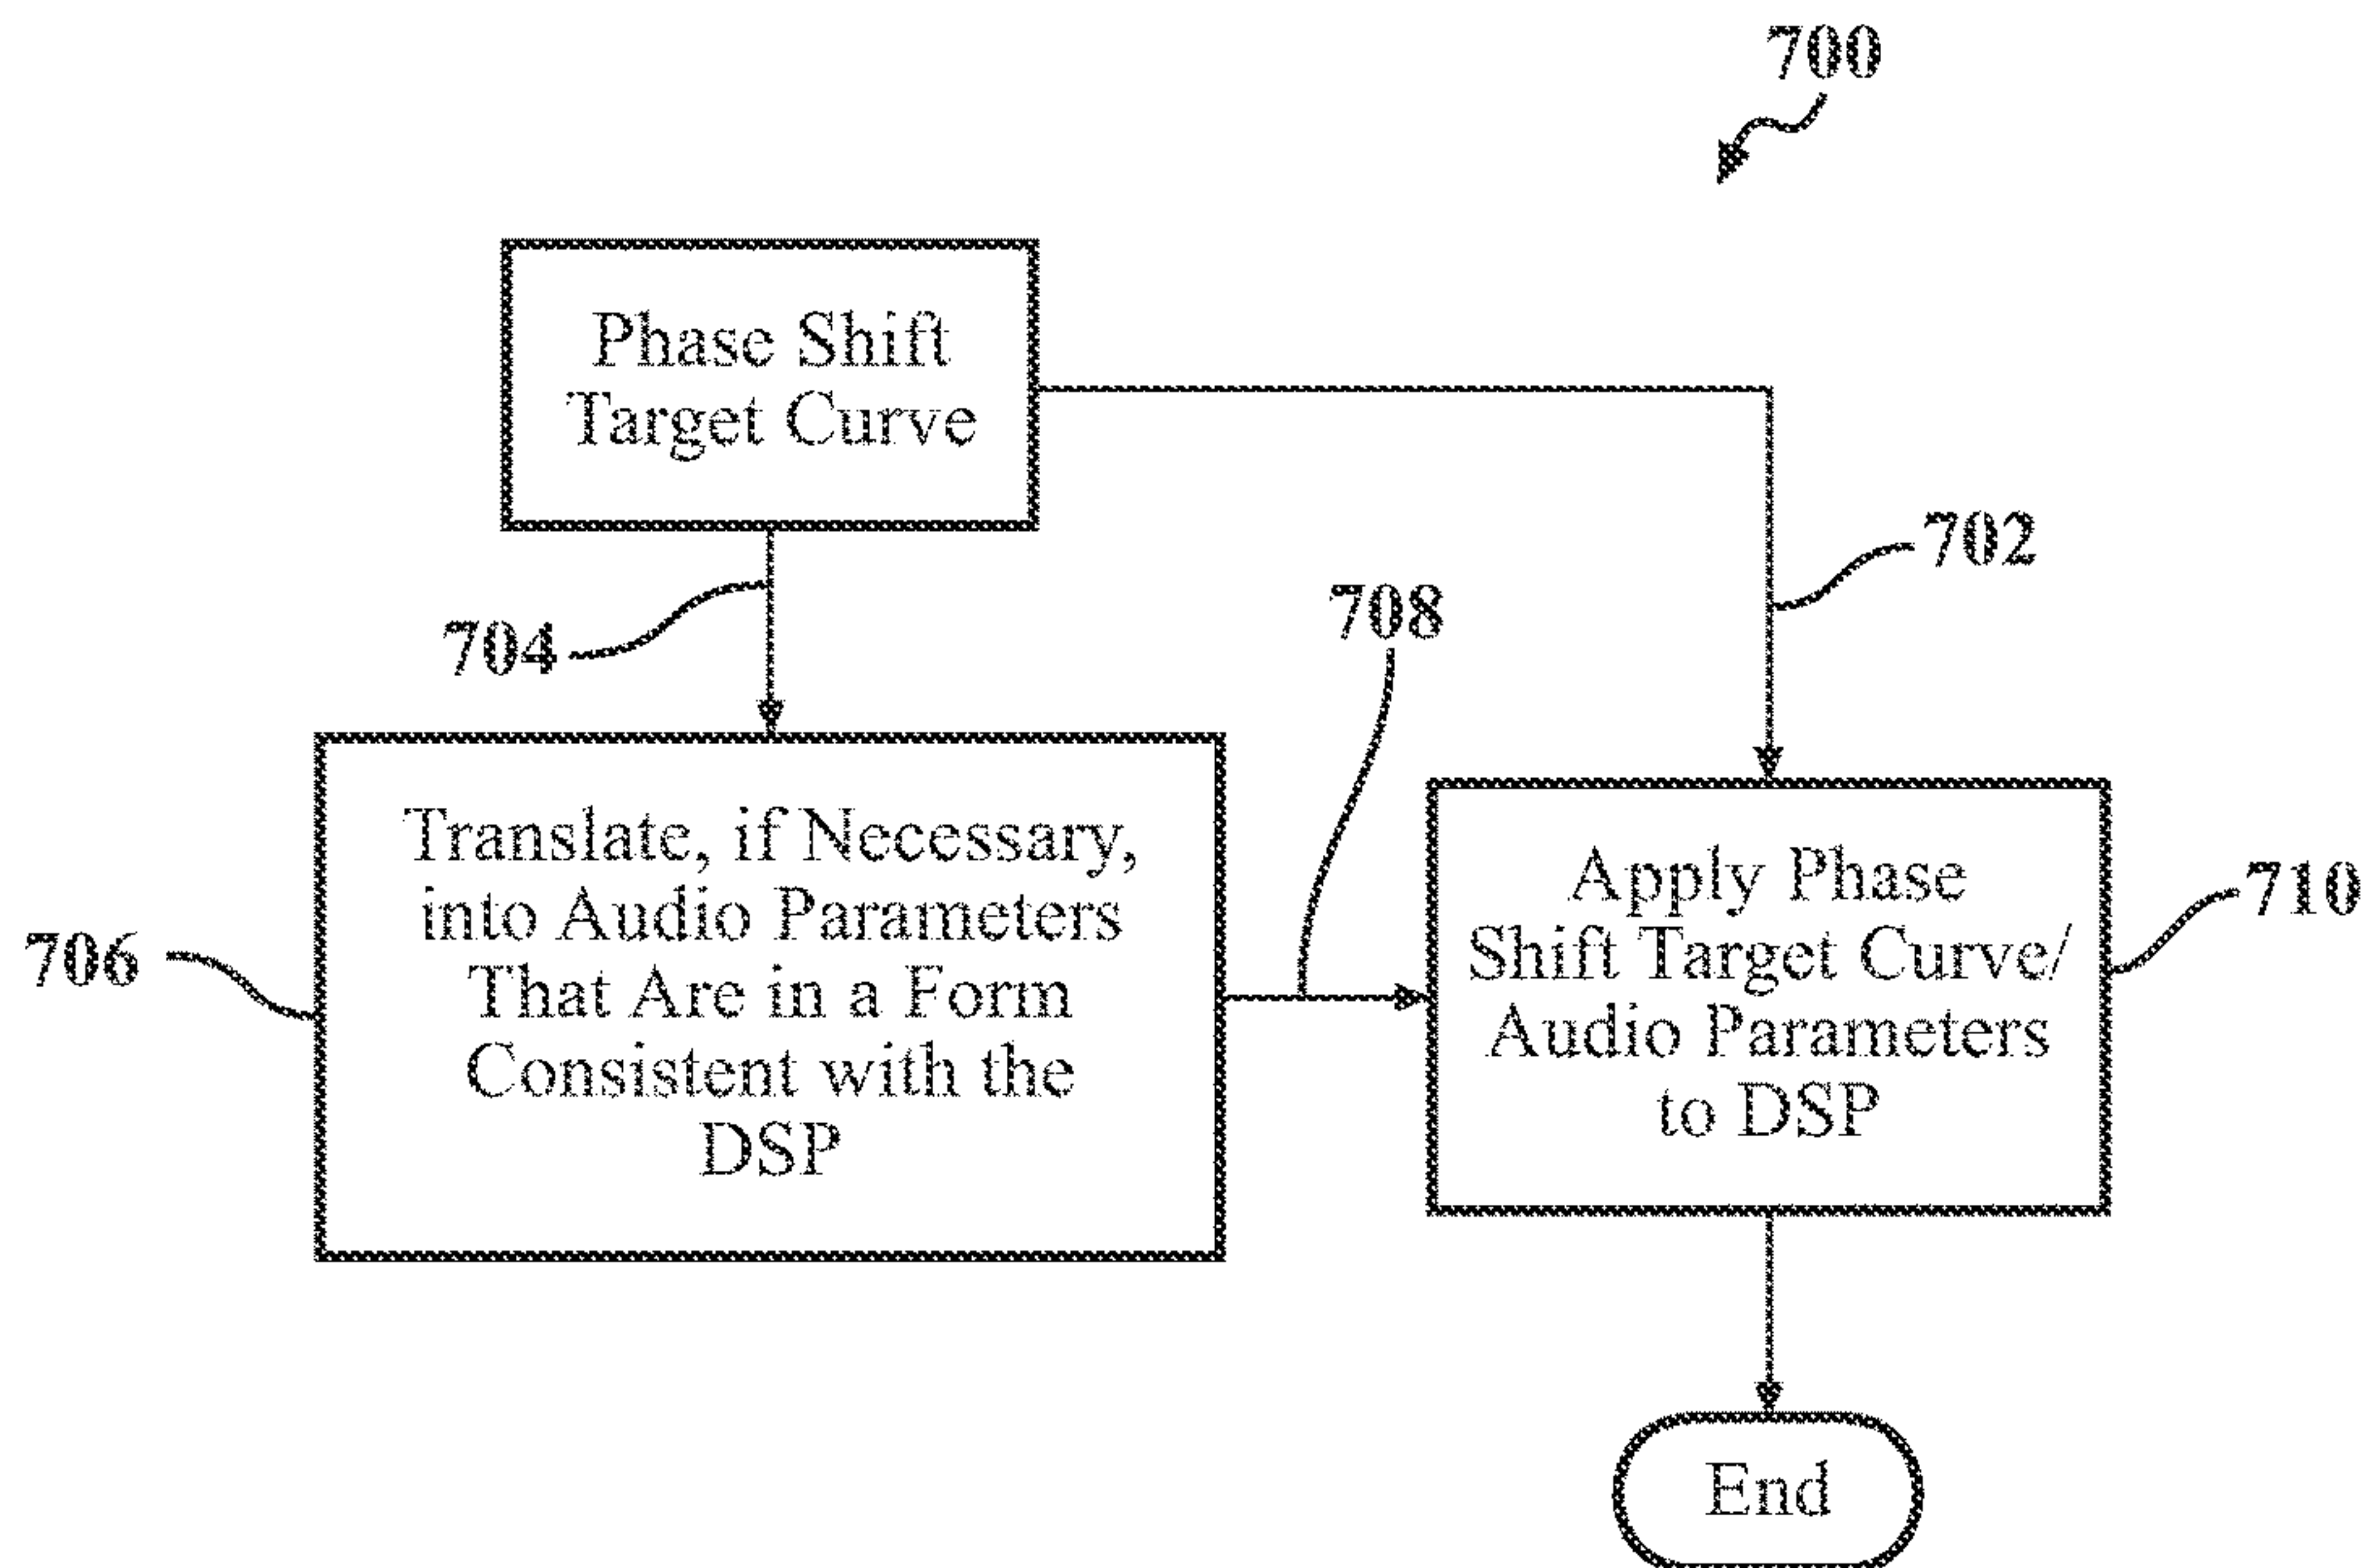 700
Phase Shift
Target Curve
702
704
708
Translate, if Necessary,
into Audio Parameters
That Are in a Form
Consistent with the
DSP
706
Apply Phase
Shift Target Curve/
Audio Parameters
to DSP
710
End